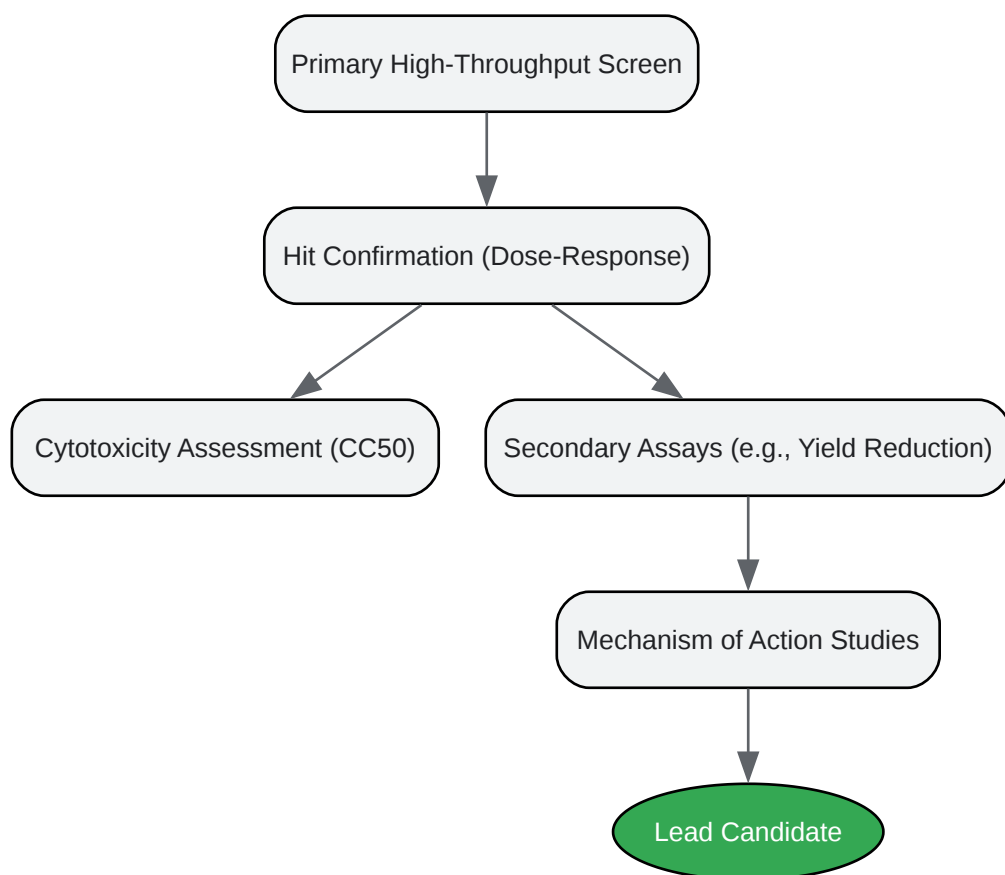 Primary High-Throughput Screen
Hit Confirmation (Dose-Response)
Cytotoxicity Assessment (CC50)
Secondary Assays (e.g., Yield Reduction)
Mechanism of Action Studies
Lead Candidate